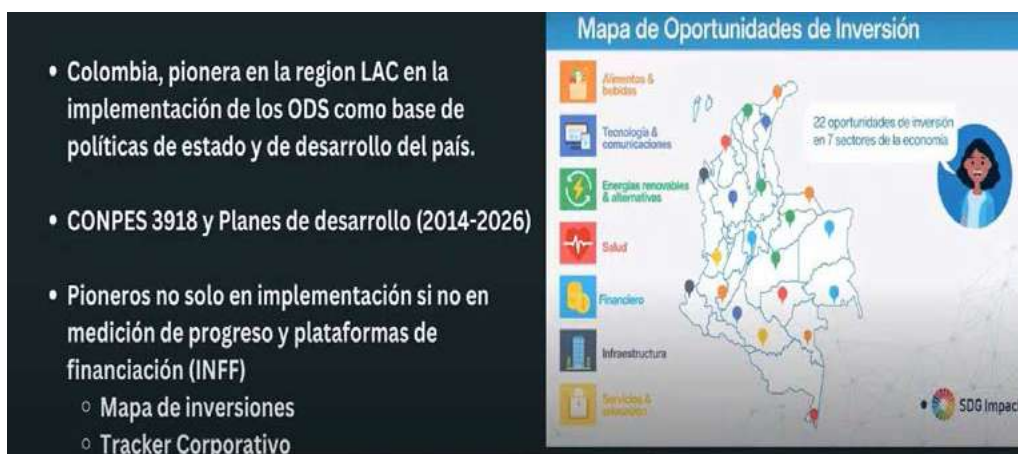 • Colombia, pionera en la region LAC en la
implementación de los ODS como base de
políticas de estado y de desarrollo del país.
• CONPES 3918 y Planes de desarrollo (2014-2026)
• Pioneros no solo en implementación si no en
medición de progreso y plataformas de
financiación (INFF)
○ Mapa de inversiones
○ Tracker Corporativo
Mapa de Oportunidades de Inversión
Alimentos &
bebidas
Tecnología &
comunicaciones
Energías renovables
& alternativas
Salud
Financiero
Infraestructura
Servicios &
educación
22 oportunidades de inversión
en 7 sectores de la economía
SDG Impac